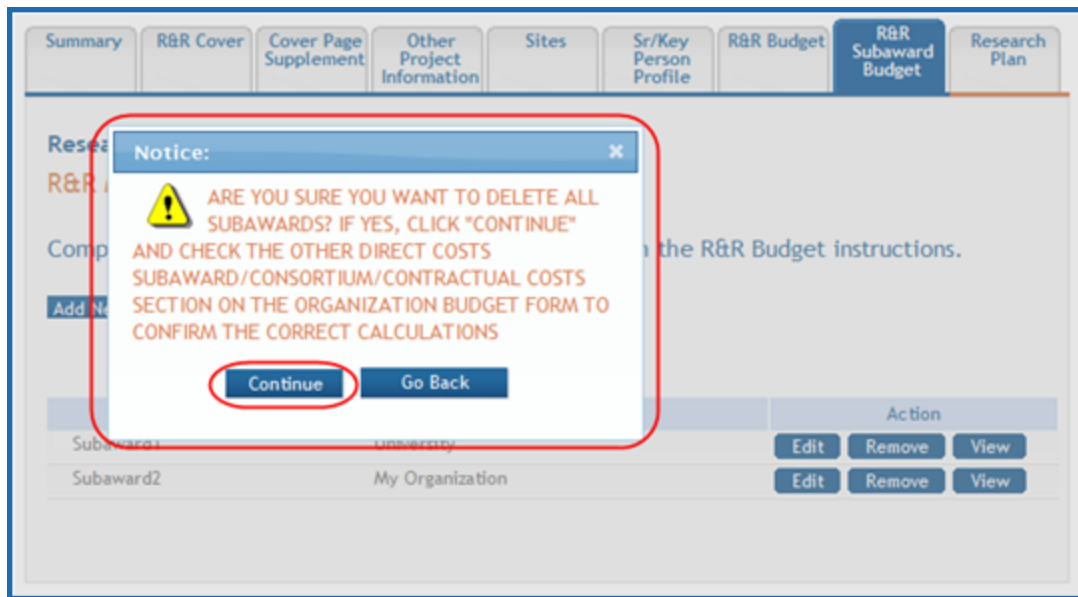 Summary
R&R Cover
Cover Page
Supplement
Other
Project
Information
Sites
Sr/Key
Person
Profile
R&R Budget
R&R
Subaward
Budget
Research
Plan
Notice:
ARE YOU SURE YOU WANT TO DELETE ALL
SUBAWARDS? IF YES, CLICK "CONTINUE"
AND CHECK THE OTHER DIRECT COSTS
SUBAWARD/CONSORTIUM/CONTRACTUAL COSTS
SECTION ON THE ORGANIZATION BUDGET FORM TO
CONFIRM THE CORRECT CALCULATIONS
Continue
Go Back
R&R
the R&R Budget instructions.
Add
Action
Subaward1 University Edit Remove View
Subaward2 My Organization Edit Remove View